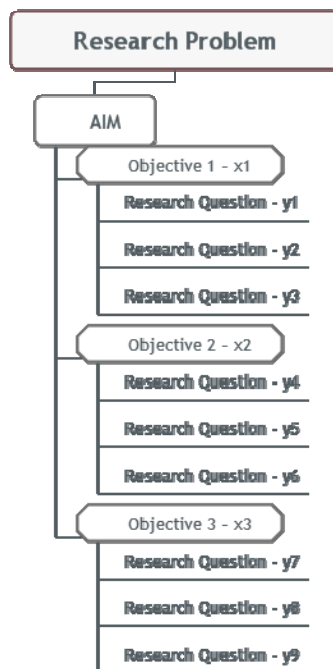 Research Problem
AIM
Objective 1 - x1
Research Question - y1
Research Question - y2
Research Question - y3
Objective 2 - x2
Research Question - y4
Research Question - y5
Research Question - y6
Objective 3 - x3
Research Question - y7
Research Question - y8
Research Question - y9